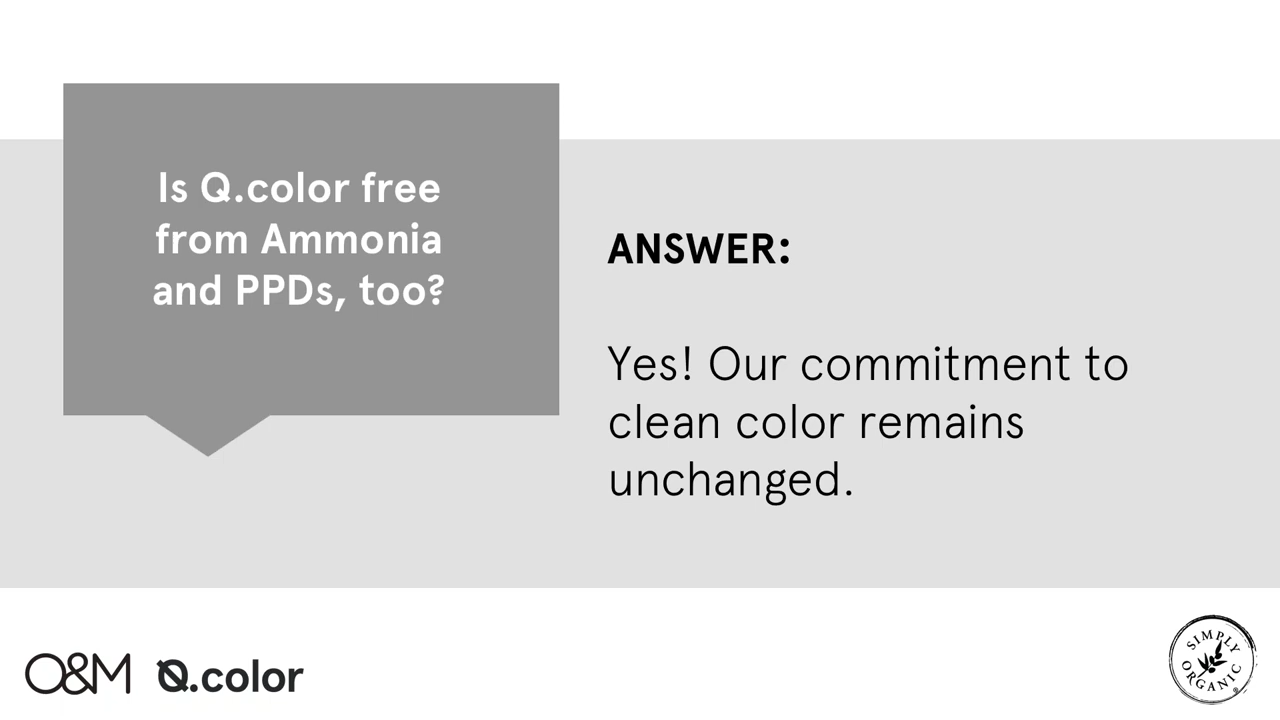 Is Q.color free
from Ammonia
and PPDs, too?
ANSWER:
Yes! Our commitment to
clean color remains
unchanged.
O&M Q.color
SIMPLY
ORGANIC
®